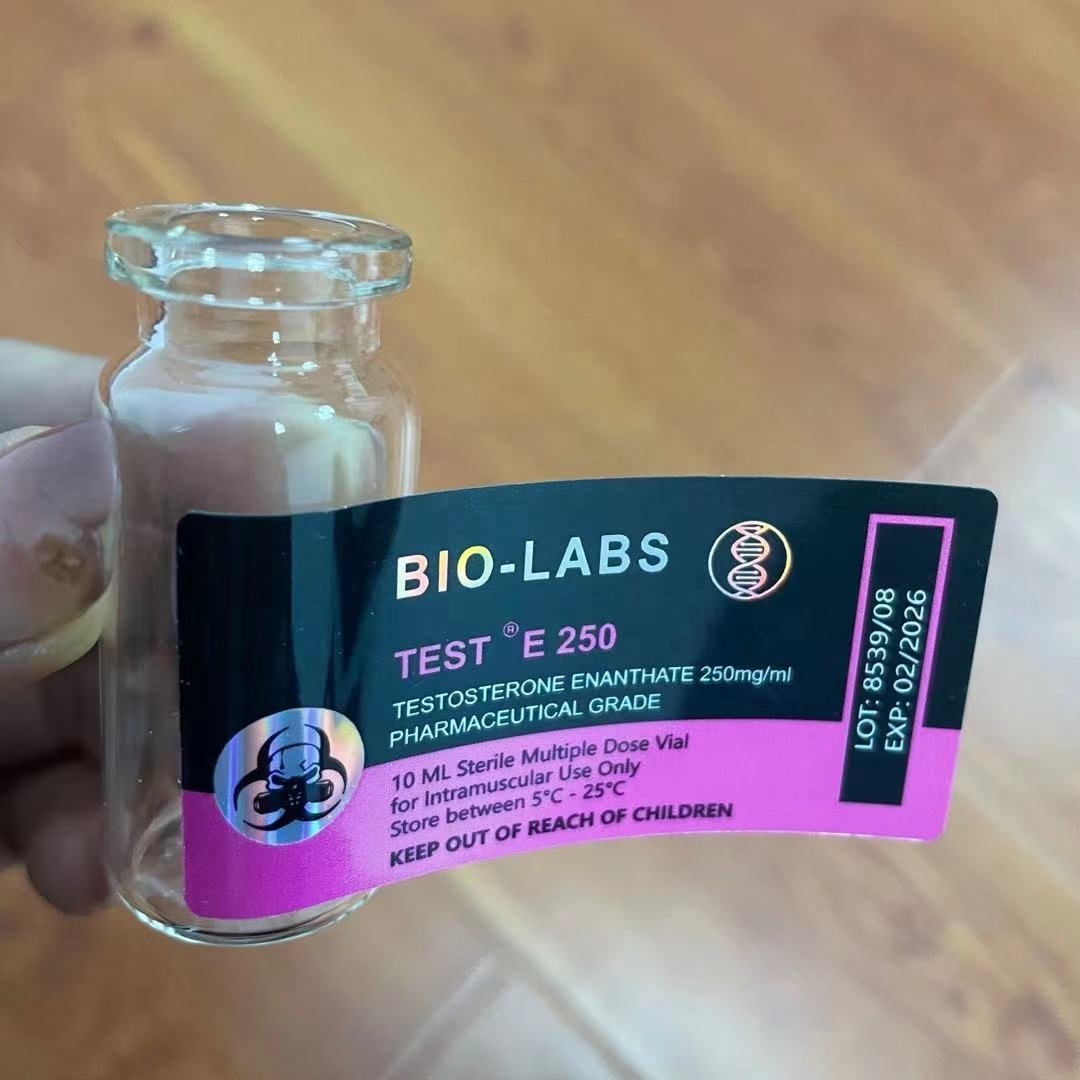 BIO-LABS
TEST ® E 250
TESTOSTERONE ENANTHATE 250mg/ml
PHARMACEUTICAL GRADE
10 ML Sterile Multiple Dose Vial
for Intramuscular Use Only
Store between 5°C - 25°C
KEEP OUT OF REACH OF CHILDREN
LOT: 8539/08
EXP: 02/2026